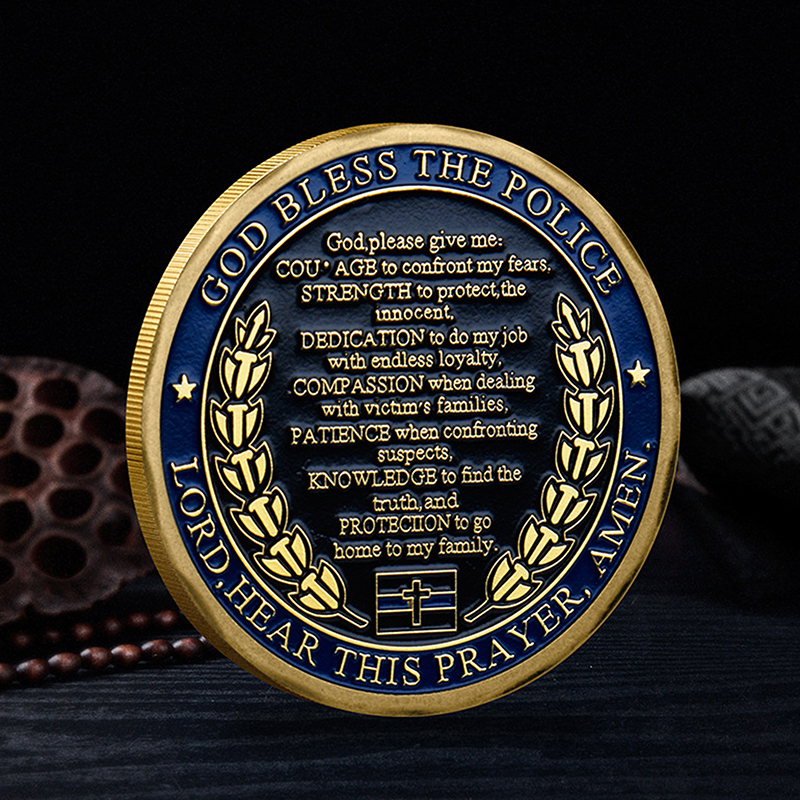 GOD BLESS THE POLICE
God,please give me:
COU' AGE to confront my fears,
STRENGTH to protect,the
innocent,
DEDICATION to do my job
with endless loyalty,
COMPASSION when dealing
with victim's families,
PATIENCE when confronting
suspects,
KNOWLEDGE to find the
truth,and
PROTECIION to go
home to my family.
LORD, HEAR THIS PRAYER, AMEN.